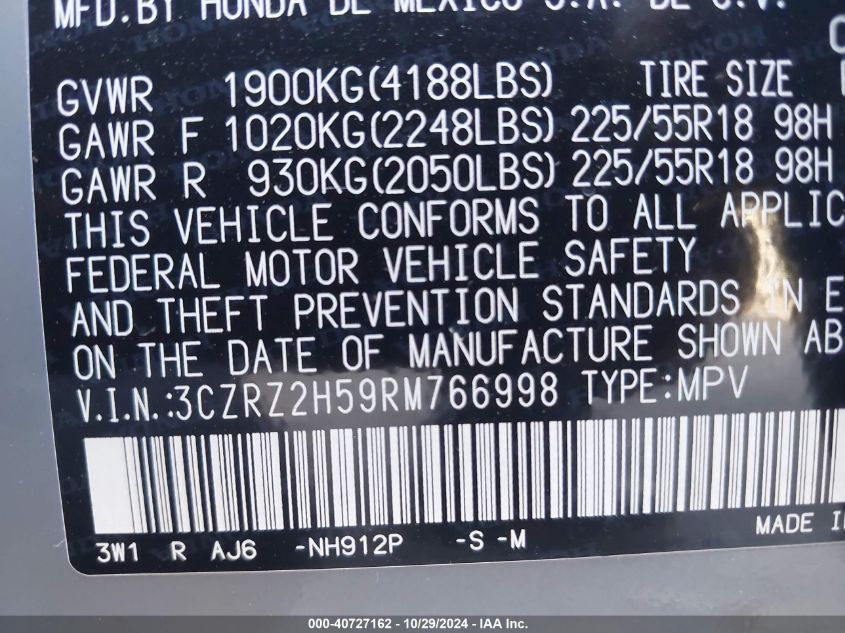 MFD.BY HONDA DE MEXICO S.A. DE C.V.
GVWR 1900KG(4188LBS) TIRE SIZE
GAWR F 1020KG(2248LBS) 225/55R18 98H
GAWR R 930KG(2050LBS) 225/55R18 98H
THIS VEHICLE CONFORMS TO ALL APPLIC
FEDERAL MOTOR VEHICLE SAFETY
AND THEFT PREVENTION STANDARDS IN E
ON THE DATE OF MANUFACTURE SHOWN AB
V.I.N.:3CZRZ2H59RM766998 TYPE:MPV
3W1 R AJ6 -NH912P -S -M MADE I
000-40727162 - 10/29/2024 - IAA Inc.